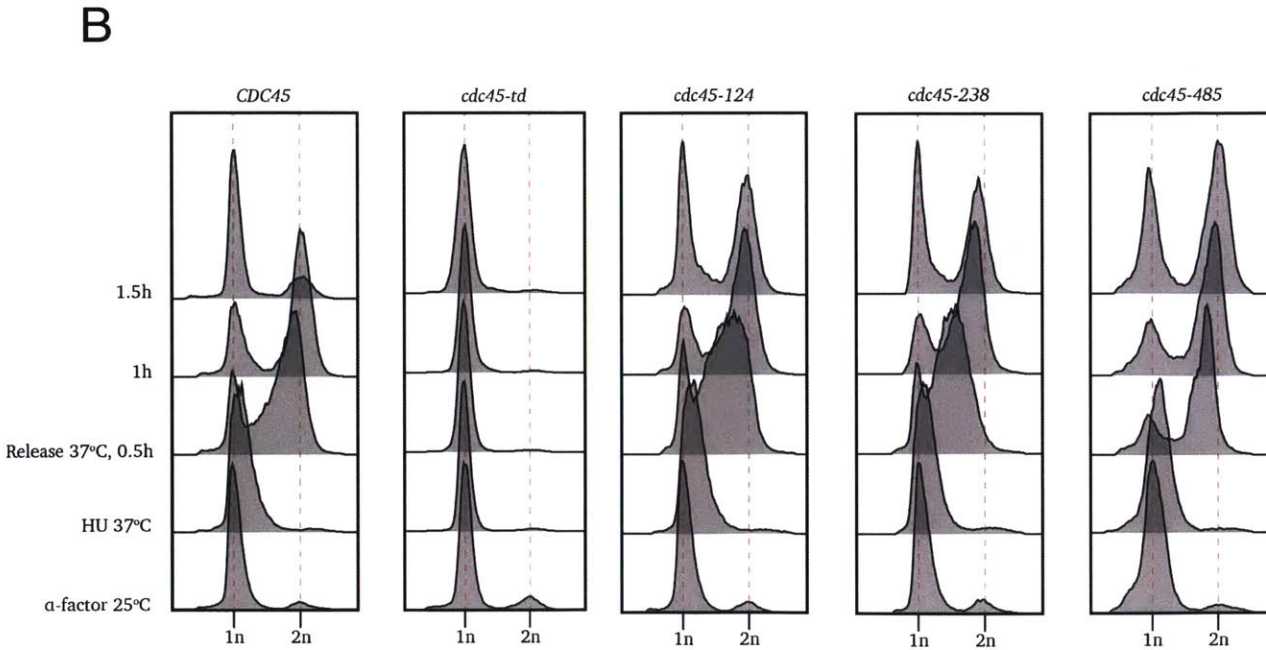 B
CDC45 cdc45-td cdc45-124 cdc45-238 cdc45-485
1.5h
1h
Release 37ºC, 0.5h
HU 37ºC
α-factor 25ºC
1n 2n 1n 2n 1n 2n 1n 2n 1n 2n